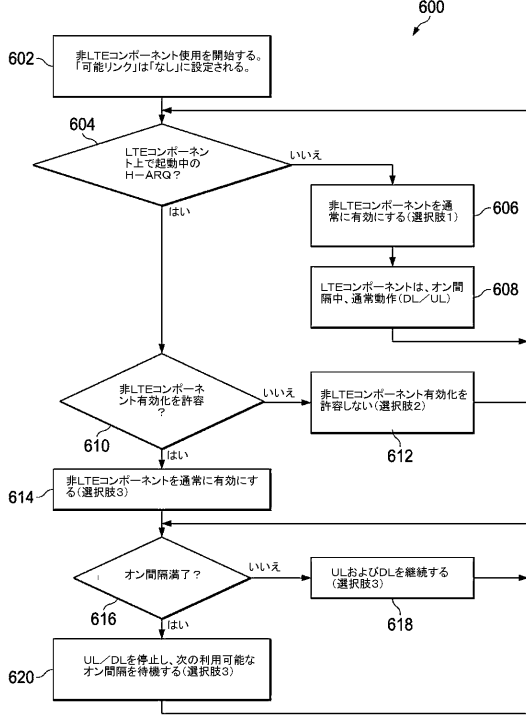 600
602
非LTEコンポーネント使用を開始する。
「可能リンク」は「なし」に設定される。
604
LTEコンポーネント
上で起動中の
H-ARQ?
いいえ
はい
非LTEコンポーネントを通
常に有効にする(選択肢1)
606
LTEコンポーネントは、オン間
隔中、通常動作(DL/UL)
608
非LTEコンポーネ
ント有効化を許容
?
いいえ
610
はい
非LTEコンポーネント有効化を
許容しない(選択肢2)
612
614
非LTEコンポーネントを通常に有効にす
る(選択肢3)
オン間隔満了?
いいえ
616
はい
ULおよびDLを継続する
(選択肢3)
618
620
UL/DLを停止し、次の利用可能な
オン間隔を待機する(選択肢3)